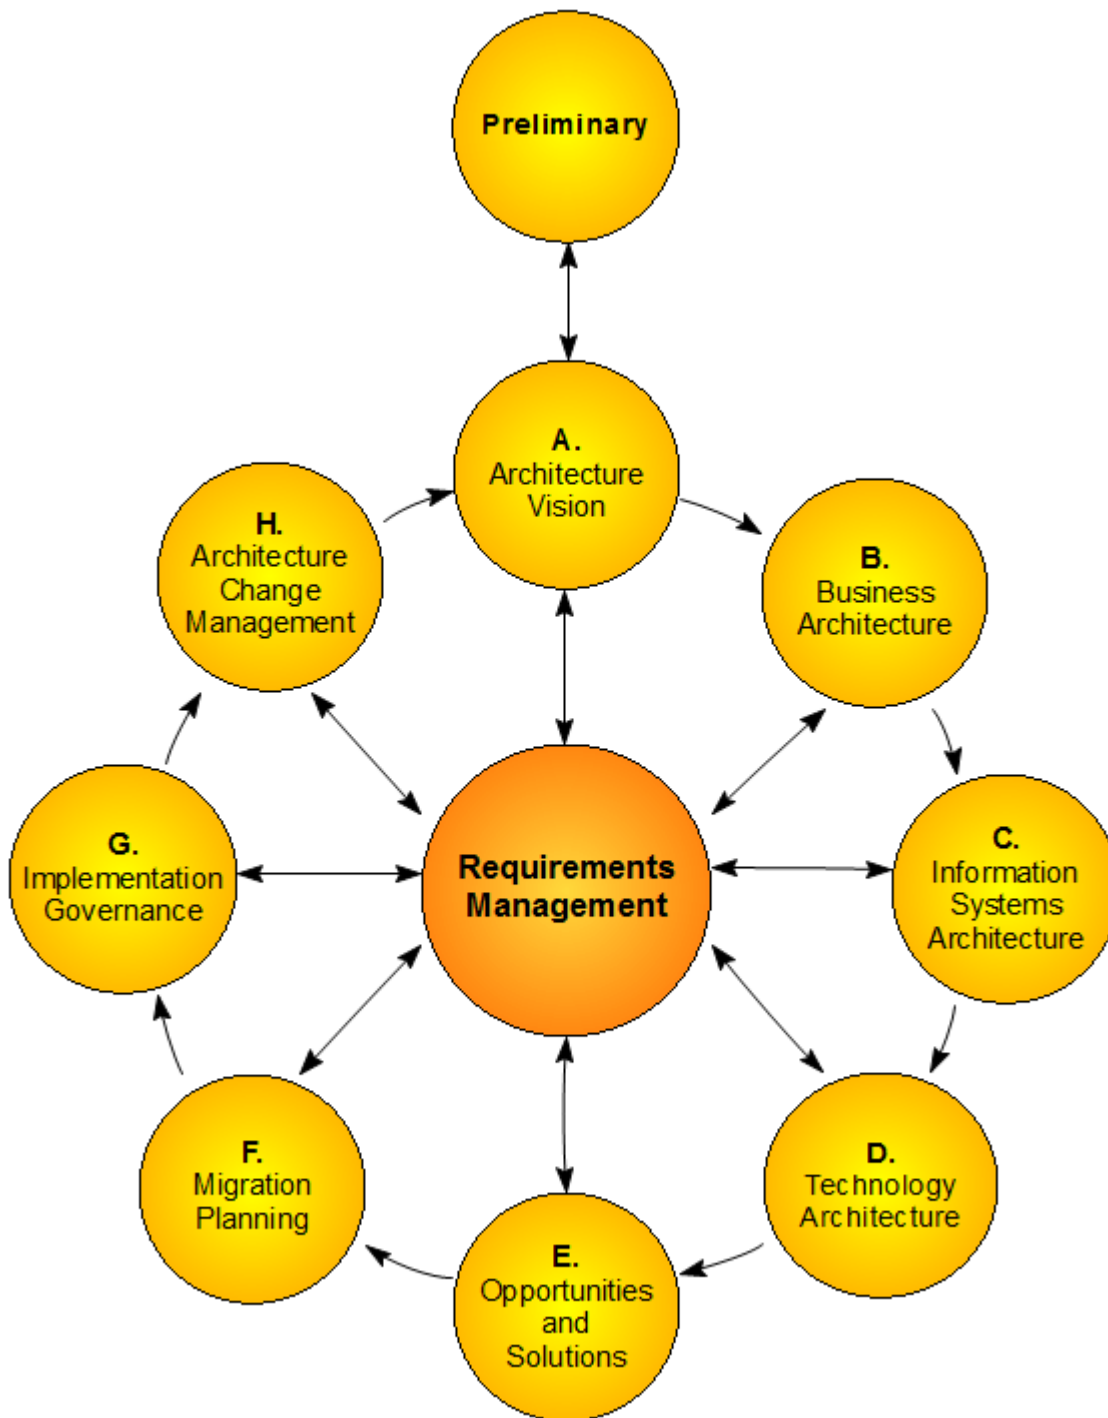 Preliminary
A.
Architecture
Vision
B.
Business
Architecture
C.
Information
Systems
Architecture
D.
Technology
Architecture
E.
Opportunities
and
Solutions
F.
Migration
Planning
G.
Implementation
Governance
H.
Architecture
Change
Management
Requirements
Management